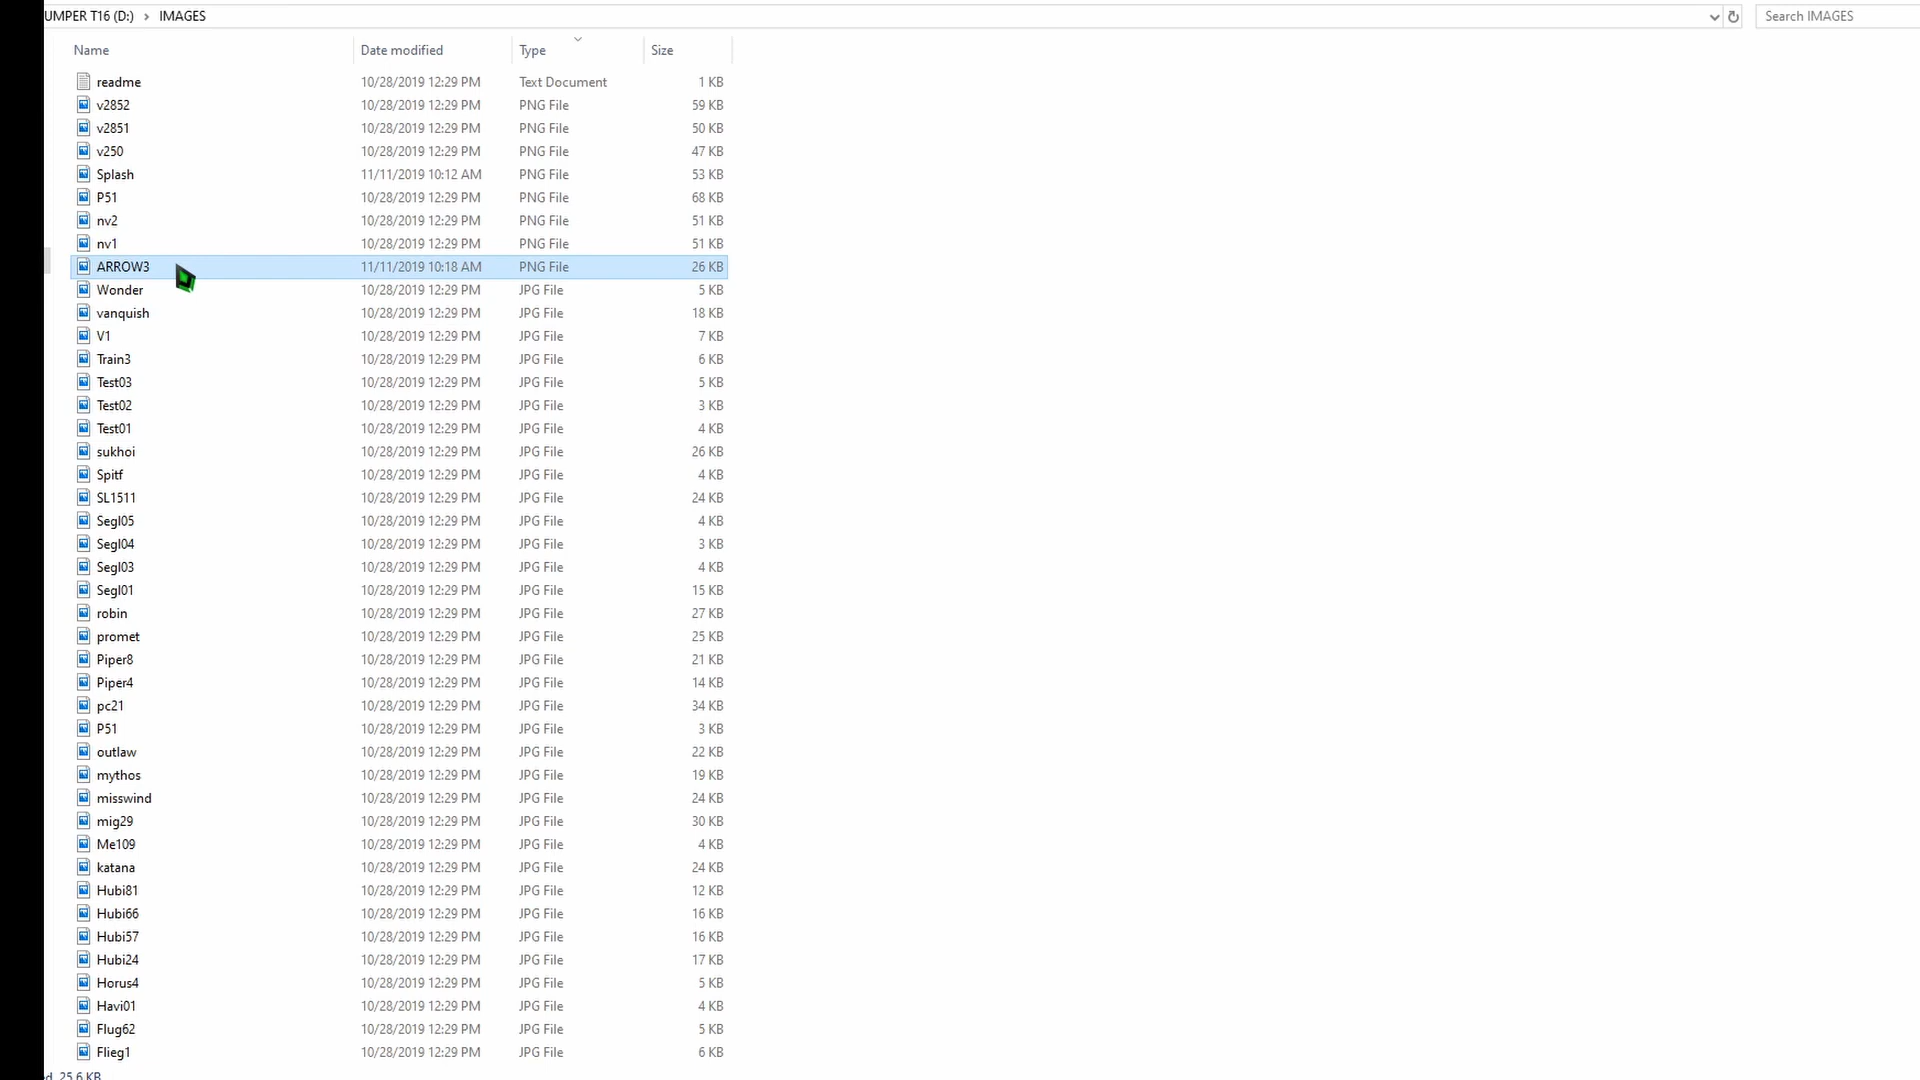 UMPER T16 (D:) › IMAGES Search IMAGES
Name Date modified Type Size
readme 10/28/2019 12:29 PM Text Document 1 KB
v2852 10/28/2019 12:29 PM PNG File 59 KB
v2851 10/28/2019 12:29 PM PNG File 50 KB
v250 10/28/2019 12:29 PM PNG File 47 KB
Splash 11/11/2019 10:12 AM PNG File 53 KB
P51 10/28/2019 12:29 PM PNG File 68 KB
nv2 10/28/2019 12:29 PM PNG File 51 KB
nv1 10/28/2019 12:29 PM PNG File 51 KB
ARROW3 11/11/2019 10:18 AM PNG File 26 KB
Wonder 10/28/2019 12:29 PM JPG File 5 KB
vanquish 10/28/2019 12:29 PM JPG File 18 KB
V1 10/28/2019 12:29 PM JPG File 7 KB
Train3 10/28/2019 12:29 PM JPG File 6 KB
Test03 10/28/2019 12:29 PM JPG File 5 KB
Test02 10/28/2019 12:29 PM JPG File 3 KB
Test01 10/28/2019 12:29 PM JPG File 4 KB
sukhoi 10/28/2019 12:29 PM JPG File 26 KB
Spitf 10/28/2019 12:29 PM JPG File 4 KB
SL1511 10/28/2019 12:29 PM JPG File 24 KB
Segl05 10/28/2019 12:29 PM JPG File 4 KB
Segl04 10/28/2019 12:29 PM JPG File 3 KB
Segl03 10/28/2019 12:29 PM JPG File 4 KB
Segl01 10/28/2019 12:29 PM JPG File 15 KB
robin 10/28/2019 12:29 PM JPG File 27 KB
promet 10/28/2019 12:29 PM JPG File 25 KB
Piper8 10/28/2019 12:29 PM JPG File 21 KB
Piper4 10/28/2019 12:29 PM JPG File 14 KB
pc21 10/28/2019 12:29 PM JPG File 34 KB
P51 10/28/2019 12:29 PM JPG File 3 KB
outlaw 10/28/2019 12:29 PM JPG File 22 KB
mythos 10/28/2019 12:29 PM JPG File 19 KB
misswind 10/28/2019 12:29 PM JPG File 24 KB
mig29 10/28/2019 12:29 PM JPG File 30 KB
Me109 10/28/2019 12:29 PM JPG File 4 KB
katana 10/28/2019 12:29 PM JPG File 24 KB
Hubi81 10/28/2019 12:29 PM JPG File 12 KB
Hubi66 10/28/2019 12:29 PM JPG File 16 KB
Hubi57 10/28/2019 12:29 PM JPG File 16 KB
Hubi24 10/28/2019 12:29 PM JPG File 17 KB
Horus4 10/28/2019 12:29 PM JPG File 5 KB
Havi01 10/28/2019 12:29 PM JPG File 4 KB
Flug62 10/28/2019 12:29 PM JPG File 5 KB
Flieg1 10/28/2019 12:29 PM JPG File 6 KB
d 25.6 KB